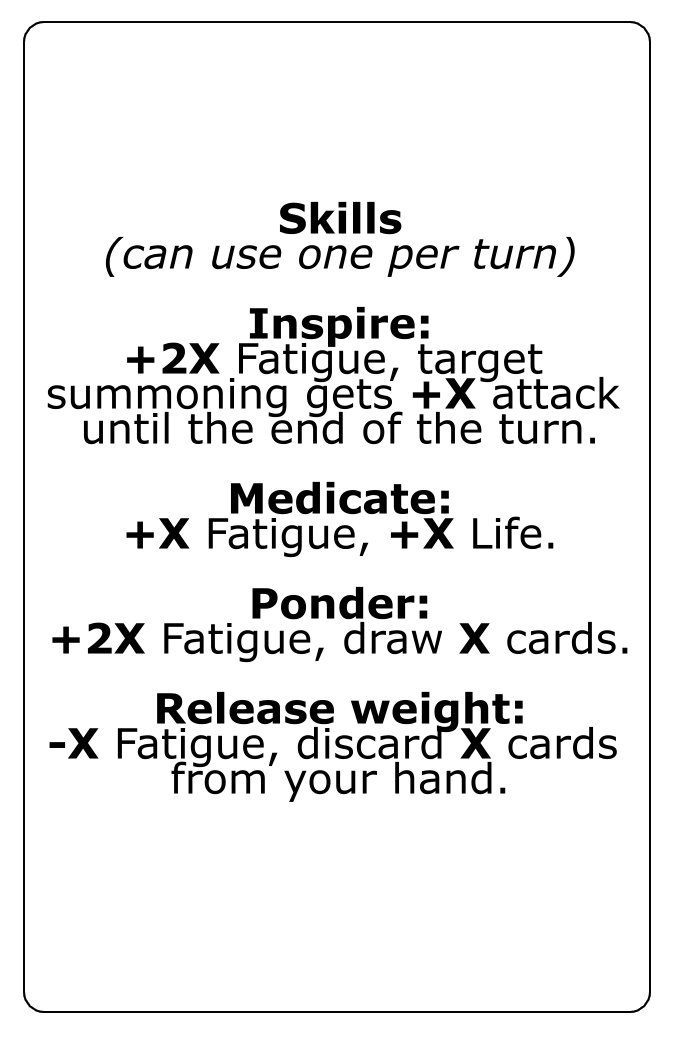 Skills
(can use one per turn)
Inspire:
+2X Fatigue, target
summoning gets +X attack
until the end of the turn.
Medicate:
+X Fatigue, +X Life.
Ponder:
+2X Fatigue, draw X cards.
Release weight:
-X Fatigue, discard X cards
from your hand.